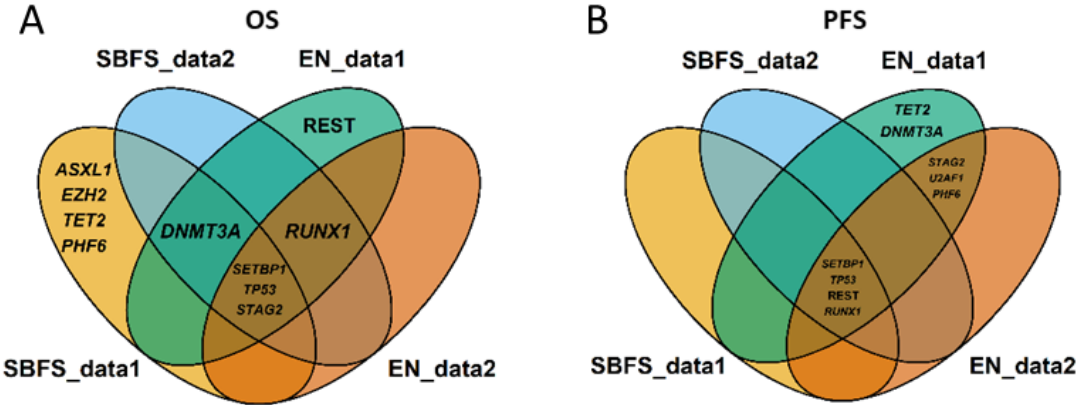 A
OS
SBFS_data2
EN_data1
REST
ASXL1
EZH2
TET2
PHF6
DNMT3A
RUNX1
SETBP1
TP53
STAG2
SBFS_data1
EN_data2
B
PFS
SBFS_data2
EN_data1
TET2
DNMT3A
STAG2
U2AF1
PHF6
SETBP1
TP53
REST
RUNX1
SBFS_data1
EN_data2